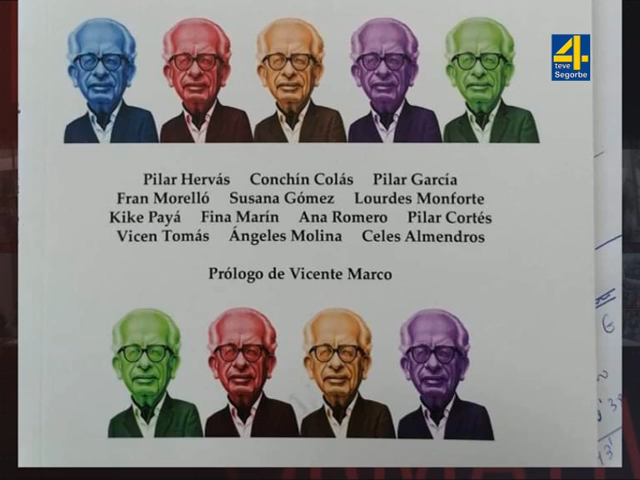 4
teve
Segorbe
Pilar Hervás Conchín Colás Pilar García
Fran Morelló Susana Gómez Lourdes Monforte
Kike Payá Fina Marín Ana Romero Pilar Cortés
Vicen Tomás Ángeles Molina Celes Almendros
Prólogo de Vicente Marco